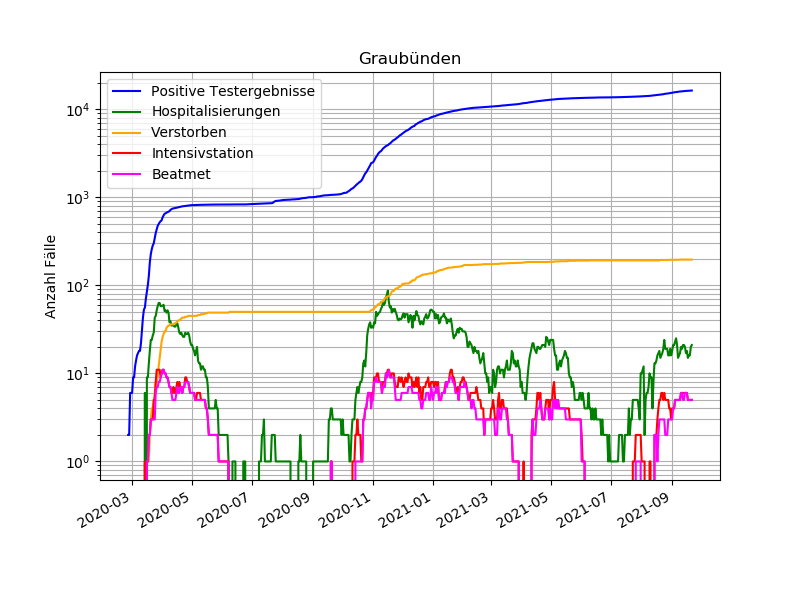 Graubünden
Positive Testergebnisse
Hospitalisierungen
Verstorben
Intensivstation
Beatmet
Anzahl Fälle
10^4
10^3
10^2
10^1
10^0
2020-03
2020-05
2020-07
2020-09
2020-11
2021-01
2021-03
2021-05
2021-07
2021-09